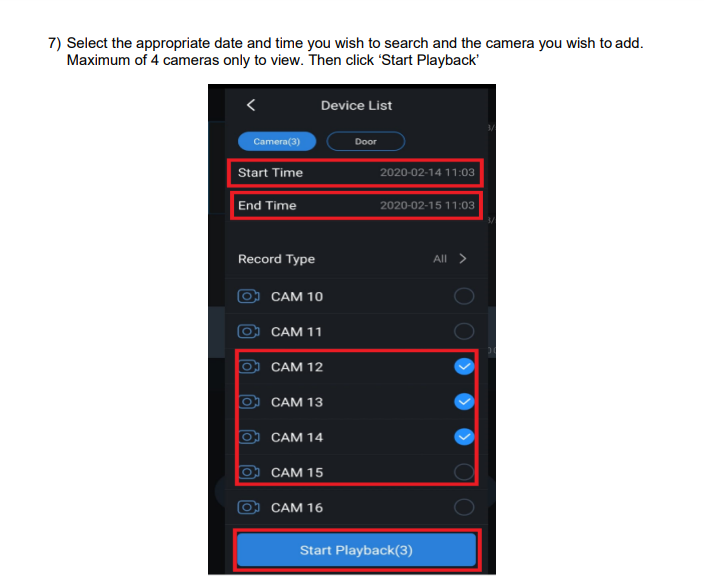 7) Select the appropriate date and time you wish to search and the camera you wish to add.
Maximum of 4 cameras only to view. Then click ‘Start Playback’
Device List
Camera(3) Door
Start Time 2020-02-14 11:03
End Time 2020-02-15 11:03
Record Type All >
CAM 10
CAM 11
CAM 12
CAM 13
CAM 14
CAM 15
CAM 16
Start Playback(3)